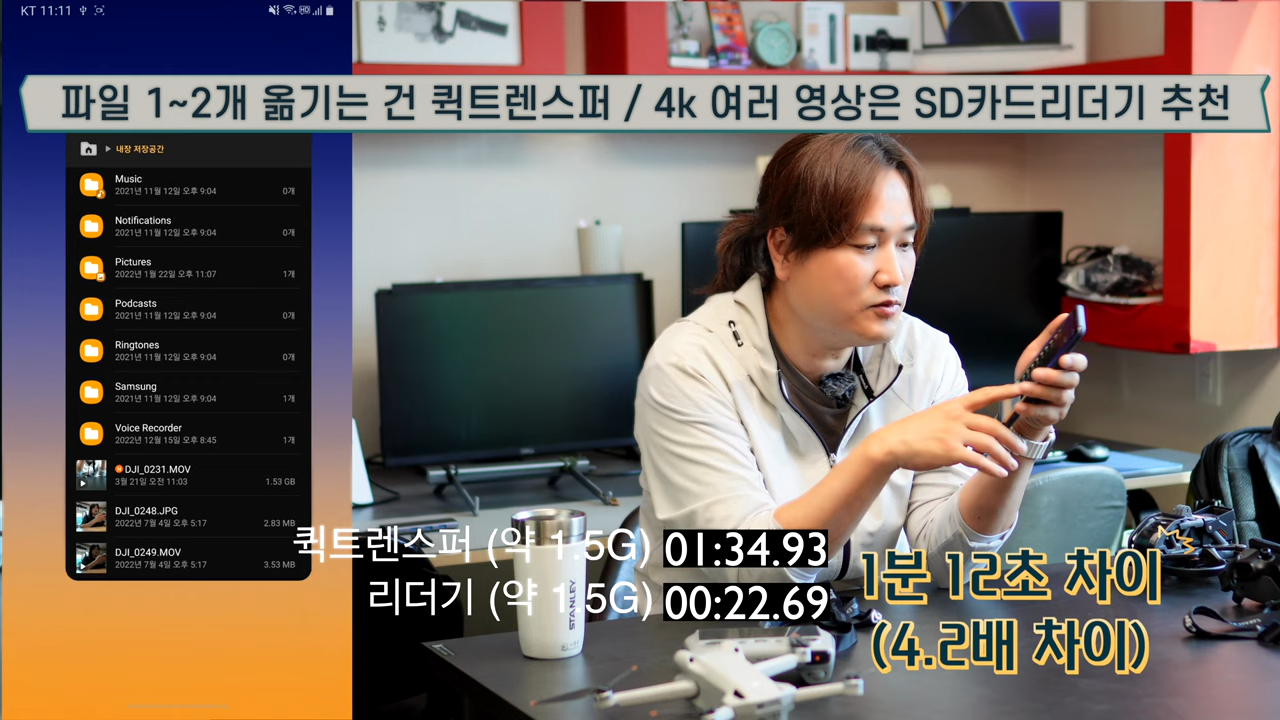 KT 11:11
파일 1~2개 옮기는 건 퀵트렌스퍼 / 4k 여러 영상은 SD카드리더기 추천
내장 저장공간
Music
2021년 11월 12일 오후 9:04 0개
Notifications
2021년 11월 12일 오후 9:04 0개
Pictures
2022년 1월 22일 오후 11:07 1개
Podcasts
2021년 11월 12일 오후 9:04 0개
Ringtones
2021년 11월 12일 오후 9:04 0개
Samsung
2021년 11월 12일 오후 9:04 1개
Voice Recorder
2022년 12월 15일 오후 8:45 1개
N DJI_0231.MOV
3월 21일 오전 11:03 1.53 GB
DJI_0248.JPG
2022년 7월 4일 오후 5:17 2.83 MB
DJI_0249.MOV
2022년 7월 4일 오후 5:17 3.53 MB
퀵트렌스퍼 (약 1.5G) 01:34.93
리더기 (약 1.5G) 00:22.69
1분 12초 차이
(4.2배 차이)
STANLEY